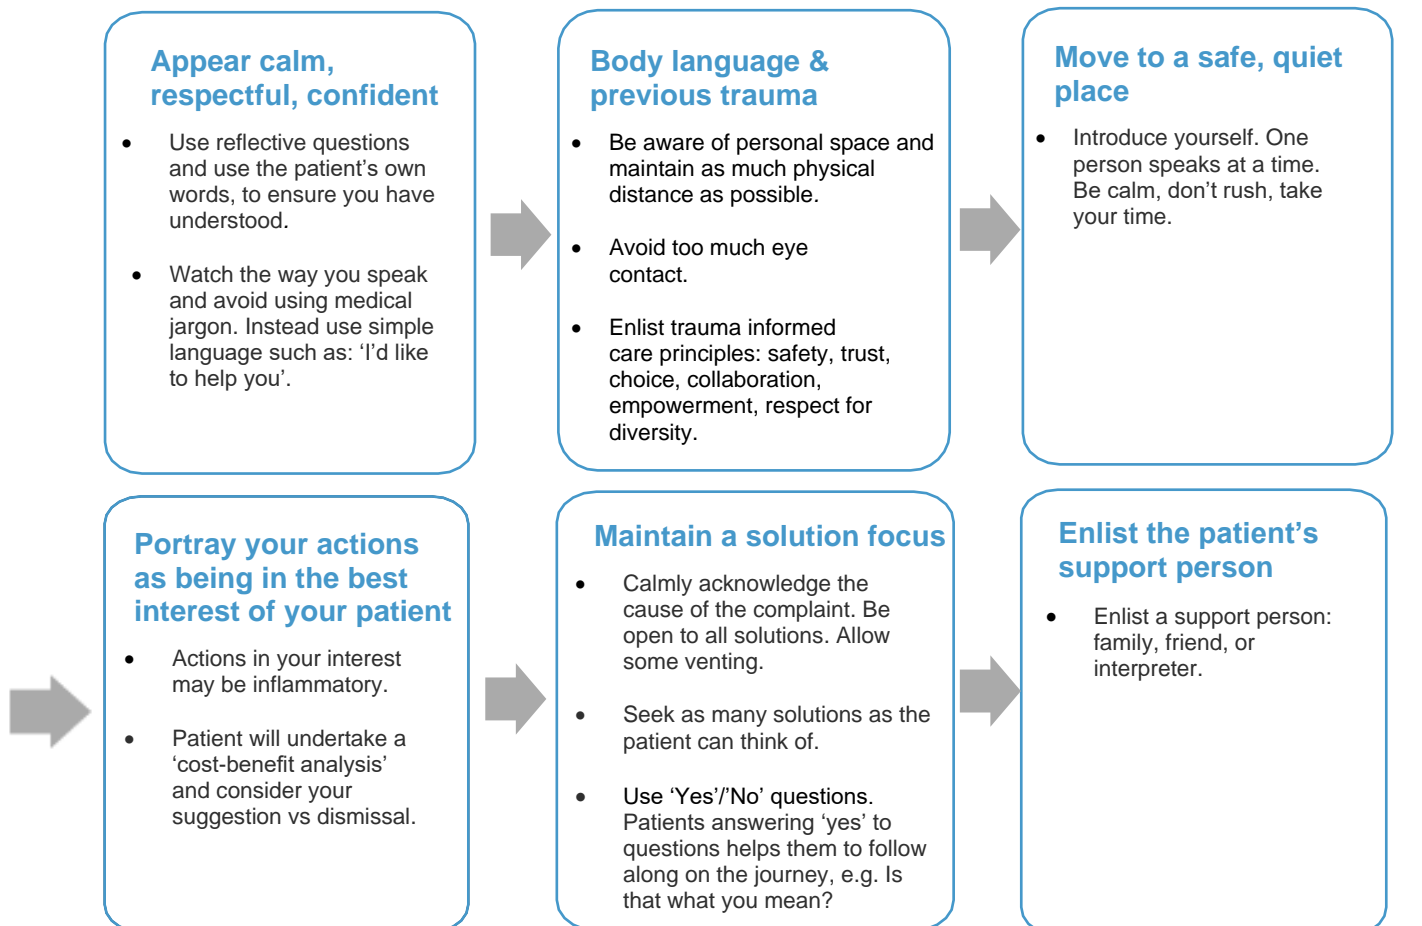 Appear calm,
respectful, confident
• Use reflective questions
and use the patient’s own
words, to ensure you have
understood.
• Watch the way you speak
and avoid using medical
jargon. Instead use simple
language such as: ‘I’d like
to help you’.
Body language &
previous trauma
• Be aware of personal space and
maintain as much physical
distance as possible.
• Avoid too much eye
contact.
• Enlist trauma informed
care principles: safety, trust,
choice, collaboration,
empowerment, respect for
diversity.
Move to a safe, quiet
place
• Introduce yourself. One
person speaks at a time.
Be calm, don’t rush, take
your time.
Portray your actions
as being in the best
interest of your patient
• Actions in your interest
may be inflammatory.
• Patient will undertake a
‘cost-benefit analysis’
and consider your
suggestion vs dismissal.
Maintain a solution focus
• Calmly acknowledge the
cause of the complaint. Be
open to all solutions. Allow
some venting.
• Seek as many solutions as the
patient can think of.
• Use ‘Yes’/’No’ questions.
Patients answering ‘yes’ to
questions helps them to follow
along on the journey, e.g. Is
that what you mean?
Enlist the patient’s
support person
• Enlist a support person:
family, friend, or
interpreter.